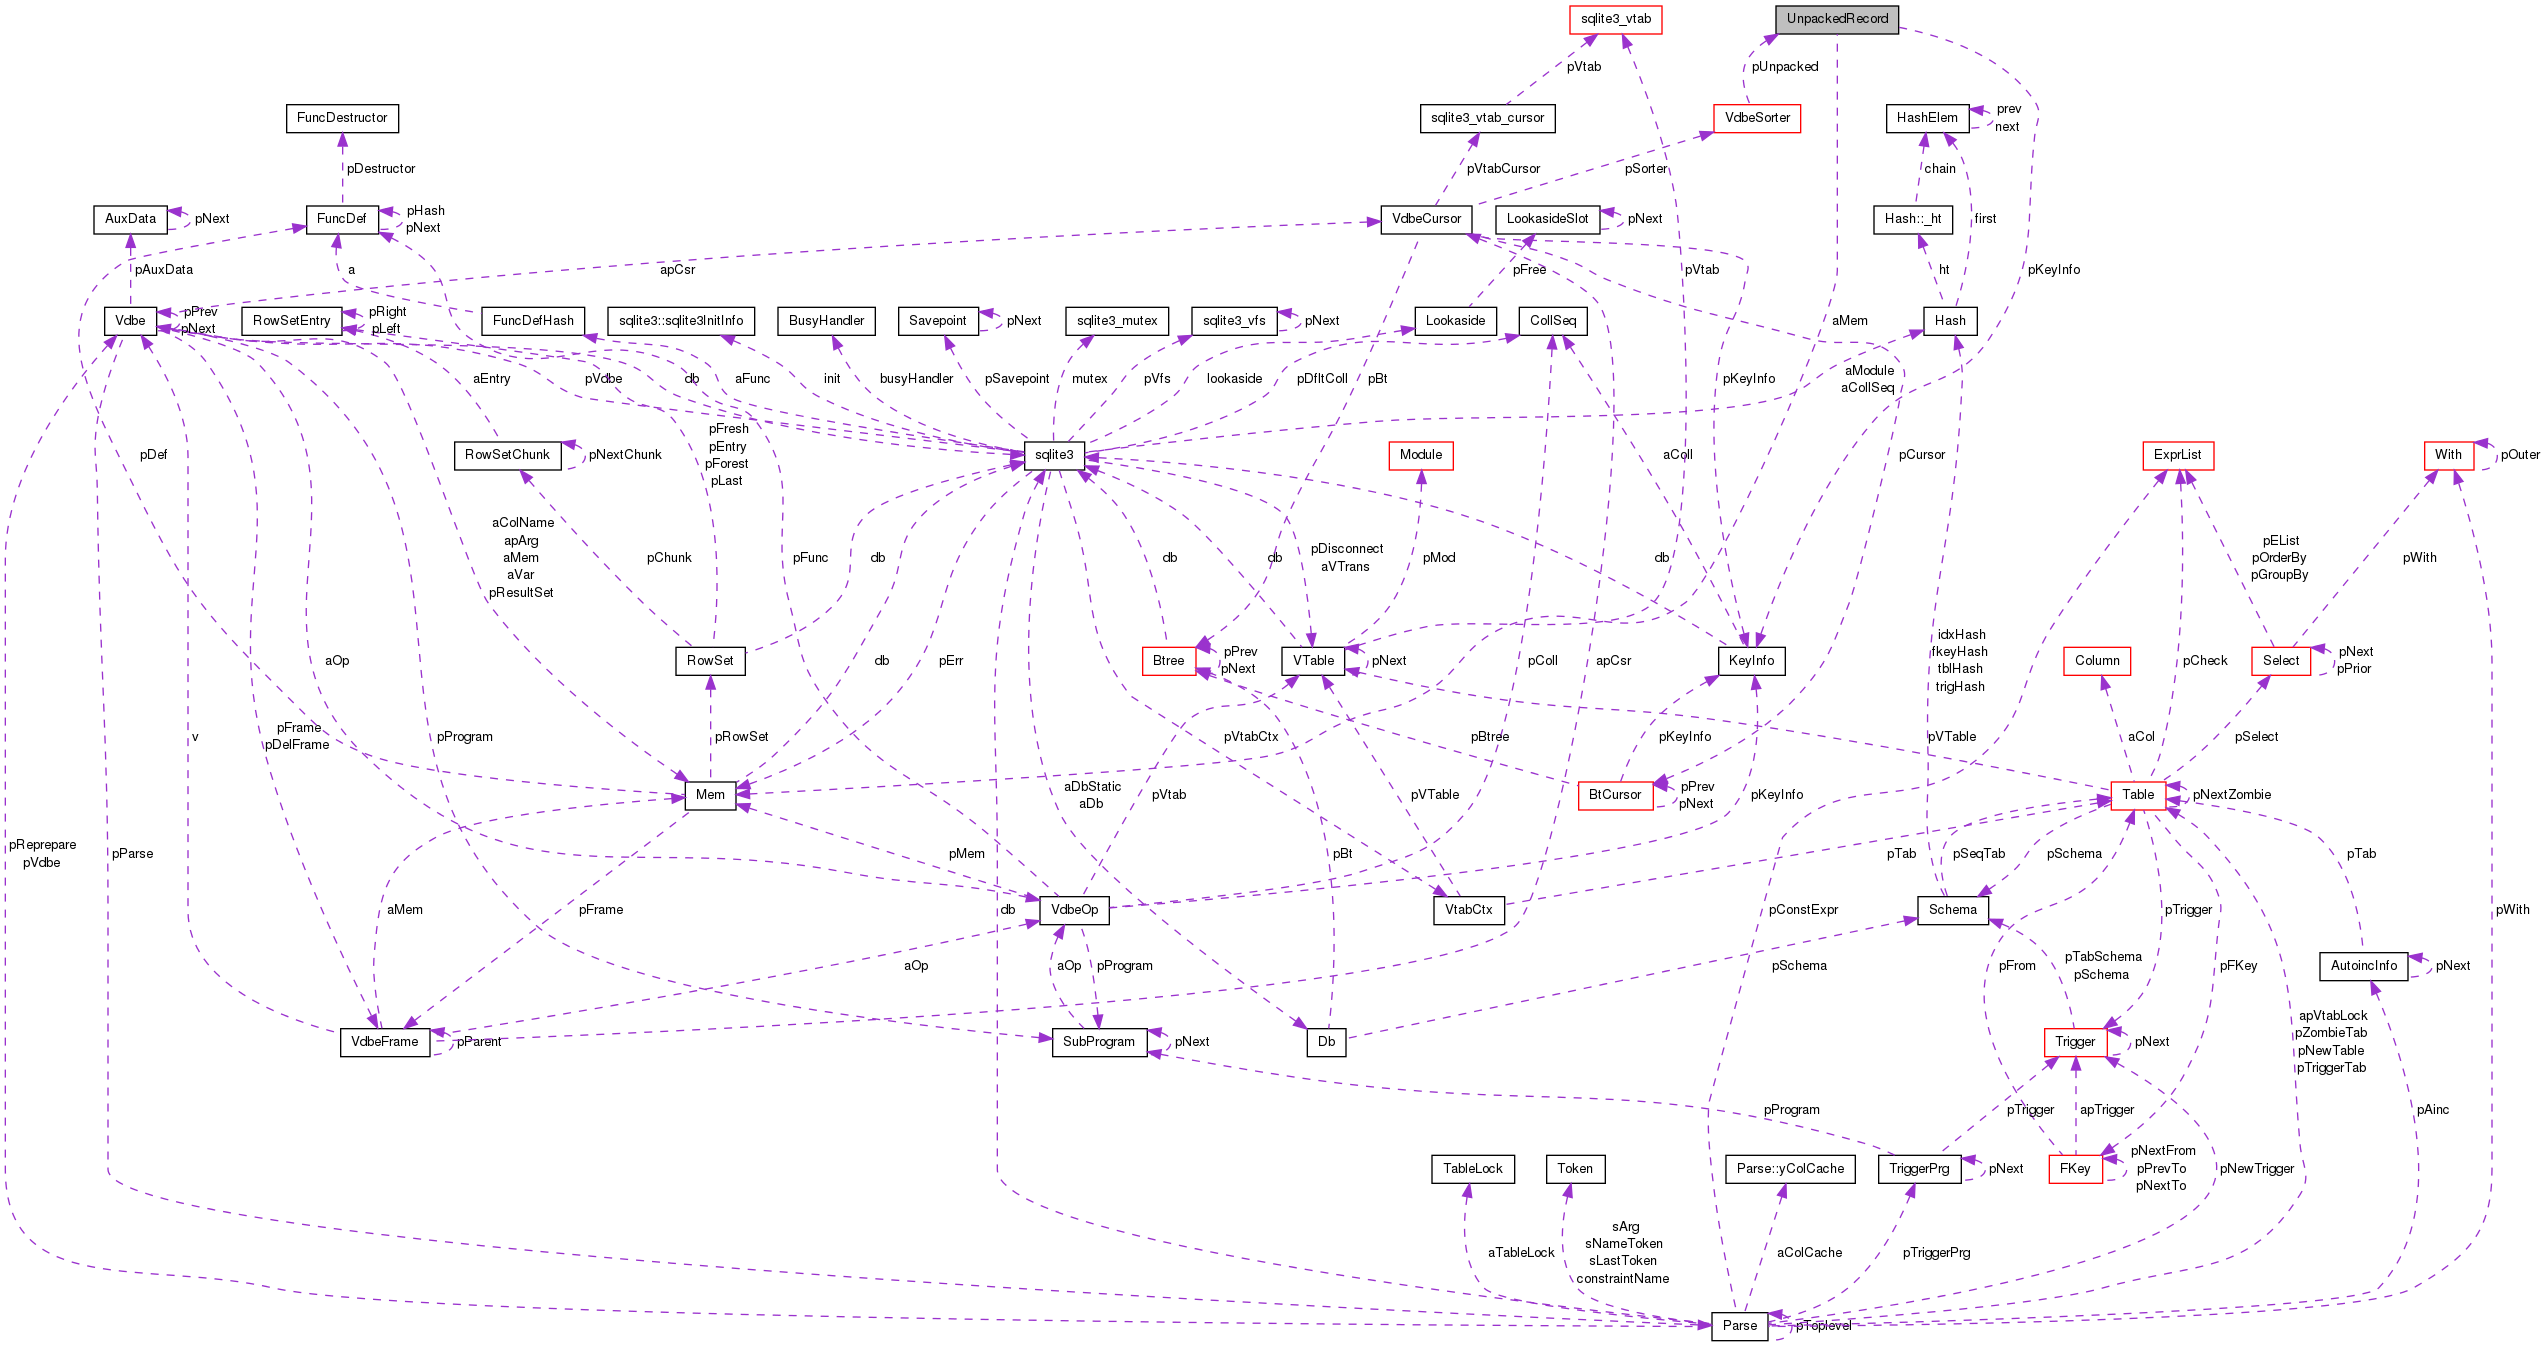 sqlite3_vtab
UnpackedRecord
pVtab
pUnpacked
FuncDestructor
sqlite3_vtab_cursor
VdbeSorter
HashElem
prev
next
pDestructor
pVtabCursor
pSorter
chain
AuxData
pNext
FuncDef
pHash
pNext
VdbeCursor
LookasideSlot
pNext
Hash::_ht
first
pAuxData
a
apCsr
pFree
pVtab
ht
pKeyInfo
Vdbe
pPrev
pNext
RowSetEntry
pRight
pLeft
FuncDefHash
sqlite3::sqlite3InitInfo
BusyHandler
Savepoint
pNext
sqlite3_mutex
sqlite3_vfs
pNext
Lookaside
CollSeq
aMem
Hash
aEntry
pVdbe
db
aFunc
init
busyHandler
pSavepoint
mutex
pVfs
lookaside
pDfltColl
pBt
pKeyInfo
aModule
aCollSeq
pDef
RowSetChunk
pNextChunk
pFresh
pEntry
pForest
pLast
sqlite3
Module
aColl
pCursor
ExprList
With
pOuter
aColName
apArg
aMem
aVar
pResultSet
pChunk
pFunc
db
db
db
pDisconnect
aVTrans
pMod
db
pEList
pOrderBy
pGroupBy
pWith
aOp
RowSet
db
pErr
Btree
pPrev
pNext
VTable
pNext
pColl
apCsr
KeyInfo
idxHash
fkeyHash
tblHash
trigHash
Column
pCheck
Select
pNext
pPrior
v
pFrame
pDelFrame
pProgram
pRowSet
pVtabCtx
pBtree
pKeyInfo
pVTable
aCol
pSelect
Mem
aDbStatic
aDb
pVtab
pVTable
BtCursor
pPrev
pNext
pKeyInfo
Table
pNextZombie
pReprepare
pVdbe
pParse
pMem
pBt
pTab
pSeqTab
pSchema
pTab
aMem
pFrame
db
VdbeOp
VtabCtx
pConstExpr
Schema
pTrigger
pWith
aOp
aOp
pProgram
pSchema
pFrom
pTabSchema
pSchema
pFKey
AutoincInfo
pNext
VdbeFrame
pParent
SubProgram
pNext
Db
Trigger
pNext
apVtabLock
pZombieTab
pNewTable
pTriggerTab
pProgram
pTrigger
apTrigger
pAinc
TableLock
Token
Parse::yColCache
TriggerPrg
pNext
FKey
pNextFrom
pPrevTo
pNextTo
pNewTrigger
aTableLock
sArg
sNameToken
sLastToken
constraintName
aColCache
pTriggerPrg
Parse
pToplevel